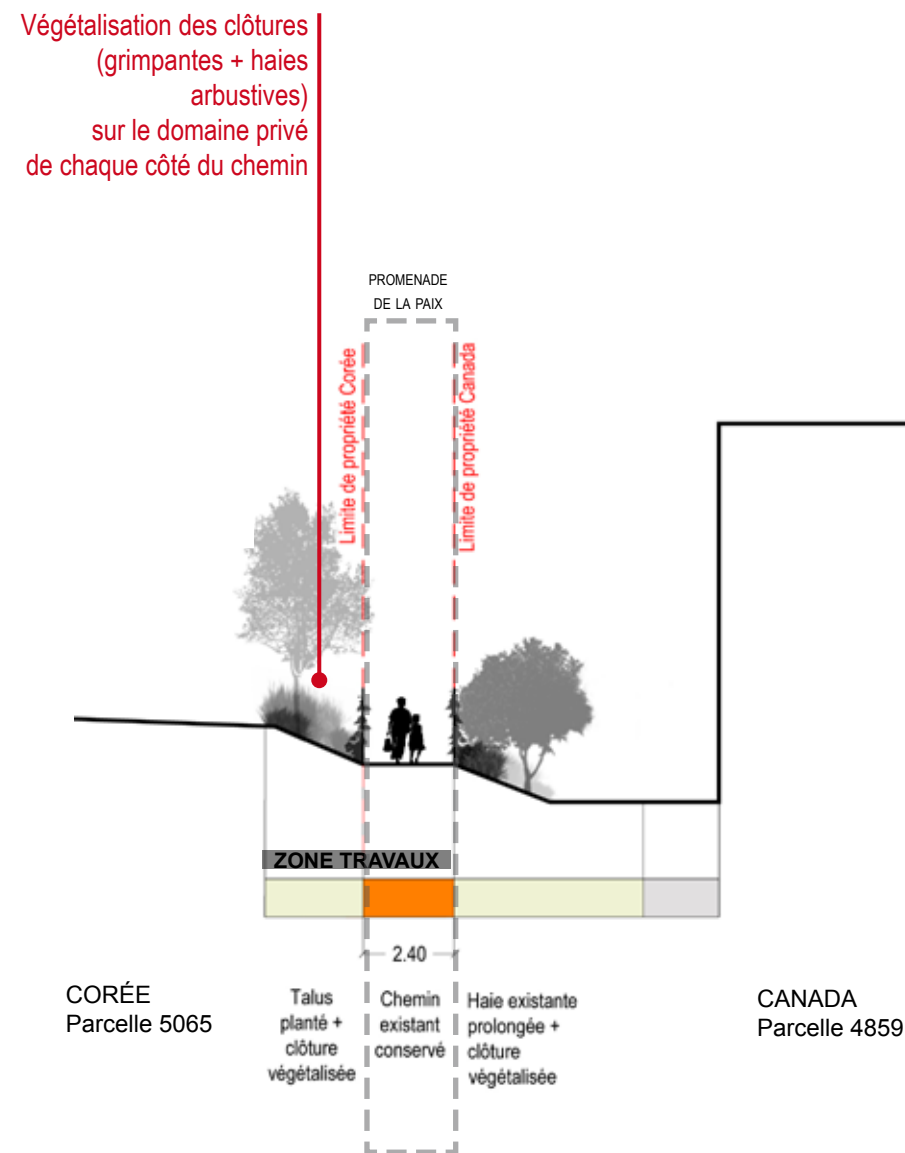 Végétalisation des clôtures
(grimpantes + haies
arbustives)
sur le domaine privé
de chaque côté du chemin
PROMENADE
DE LA PAIX
Limite de propriété Corée
Limite de propriété Canada
ZONE TRAVAUX
2.40
CORÉE
Parcelle 5065
Talus
planté +
clôture
végétalisée
Chemin
existant
conservé
Haie existante
prolongée +
clôture
végétalisée
CANADA
Parcelle 4859